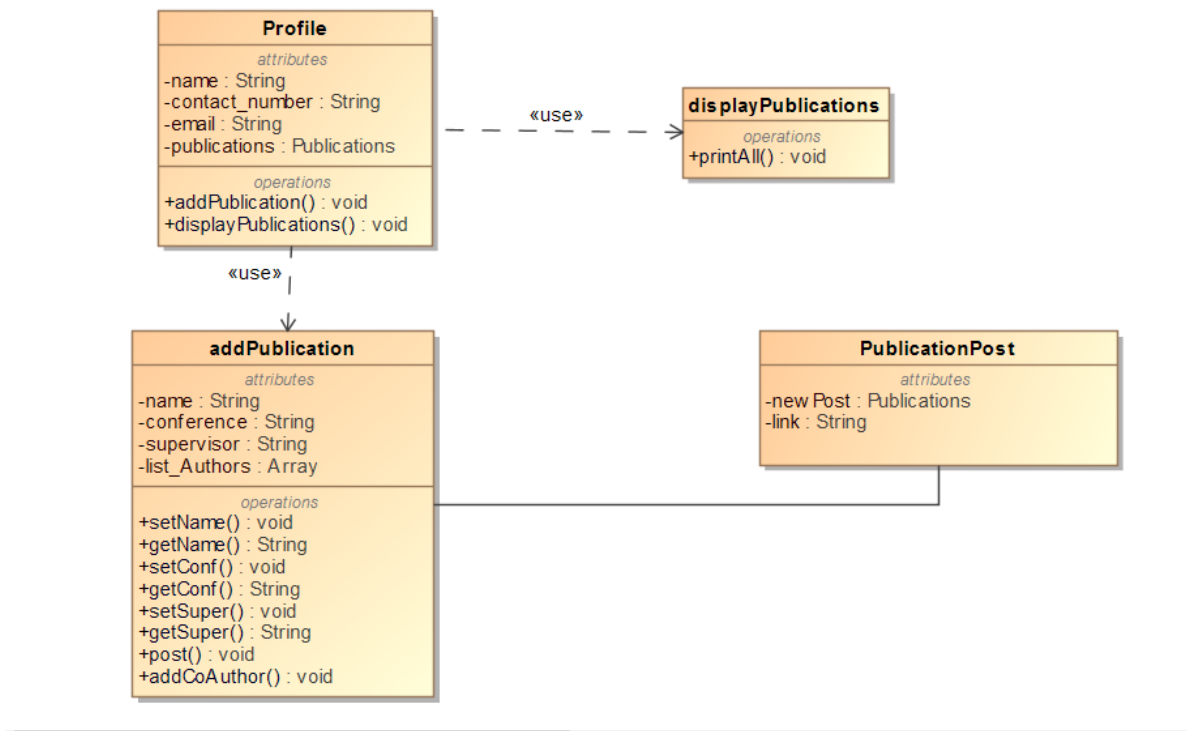 Profile
attributes
-name : String
-contact_number : String
-email : String
-publications : Publications
operations
+addPublication() : void
+displayPublications() : void
«use»
displayPublications
operations
+printAll() : void
«use»
addPublication
attributes
-name : String
-conference : String
-supervisor : String
-list_Authors : Array
operations
+setName() : void
+getName() : String
+setConf() : void
+getConf() : String
+setSuper() : void
+getSuper() : String
+post() : void
+addCoAuthor() : void
PublicationPost
attributes
-new Post : Publications
-link : String